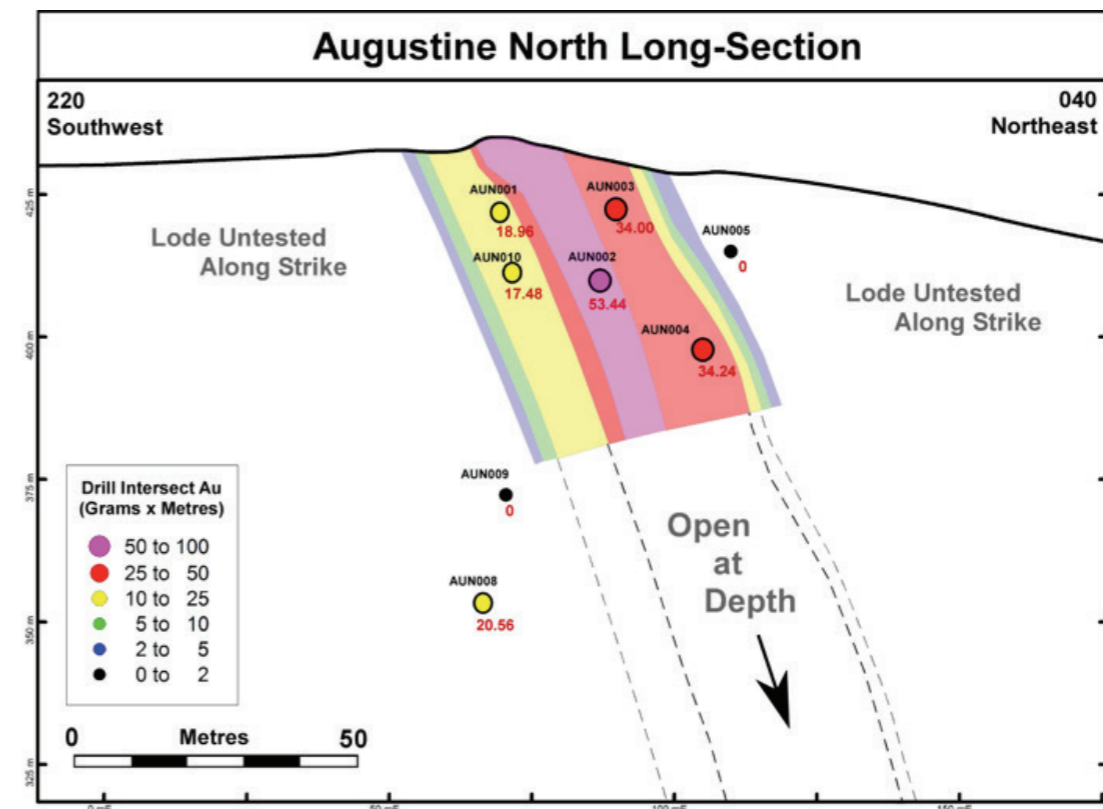 Augustine North Long-Section
220
Southwest
040
Northeast
425 m
400 m
375 m
350 m
325 m
Lode Untested
Along Strike
AUN001
18.96
AUN010
17.48
AUN003
34.00
AUN002
53.44
AUN005
0
AUN004
34.24
Lode Untested
Along Strike
AUN009
0
AUN008
20.56
Open
at
Depth
Drill Intersect Au
(Grams x Metres)
50 to 100
25 to 50
10 to 25
5 to 10
2 to 5
0 to 2
0 Metres 50